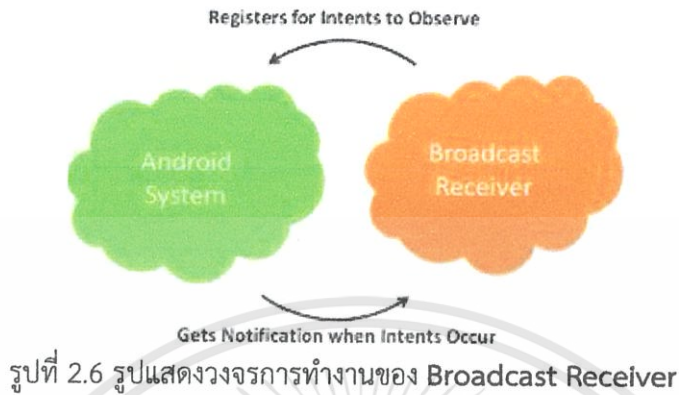 Registers for Intents to Observe
Android
System
Broadcast
Receiver
Gets Notification when Intents Occur
รูปที่ 2.6 รูปแสดงวงจรการทำงานของ Broadcast Receiver